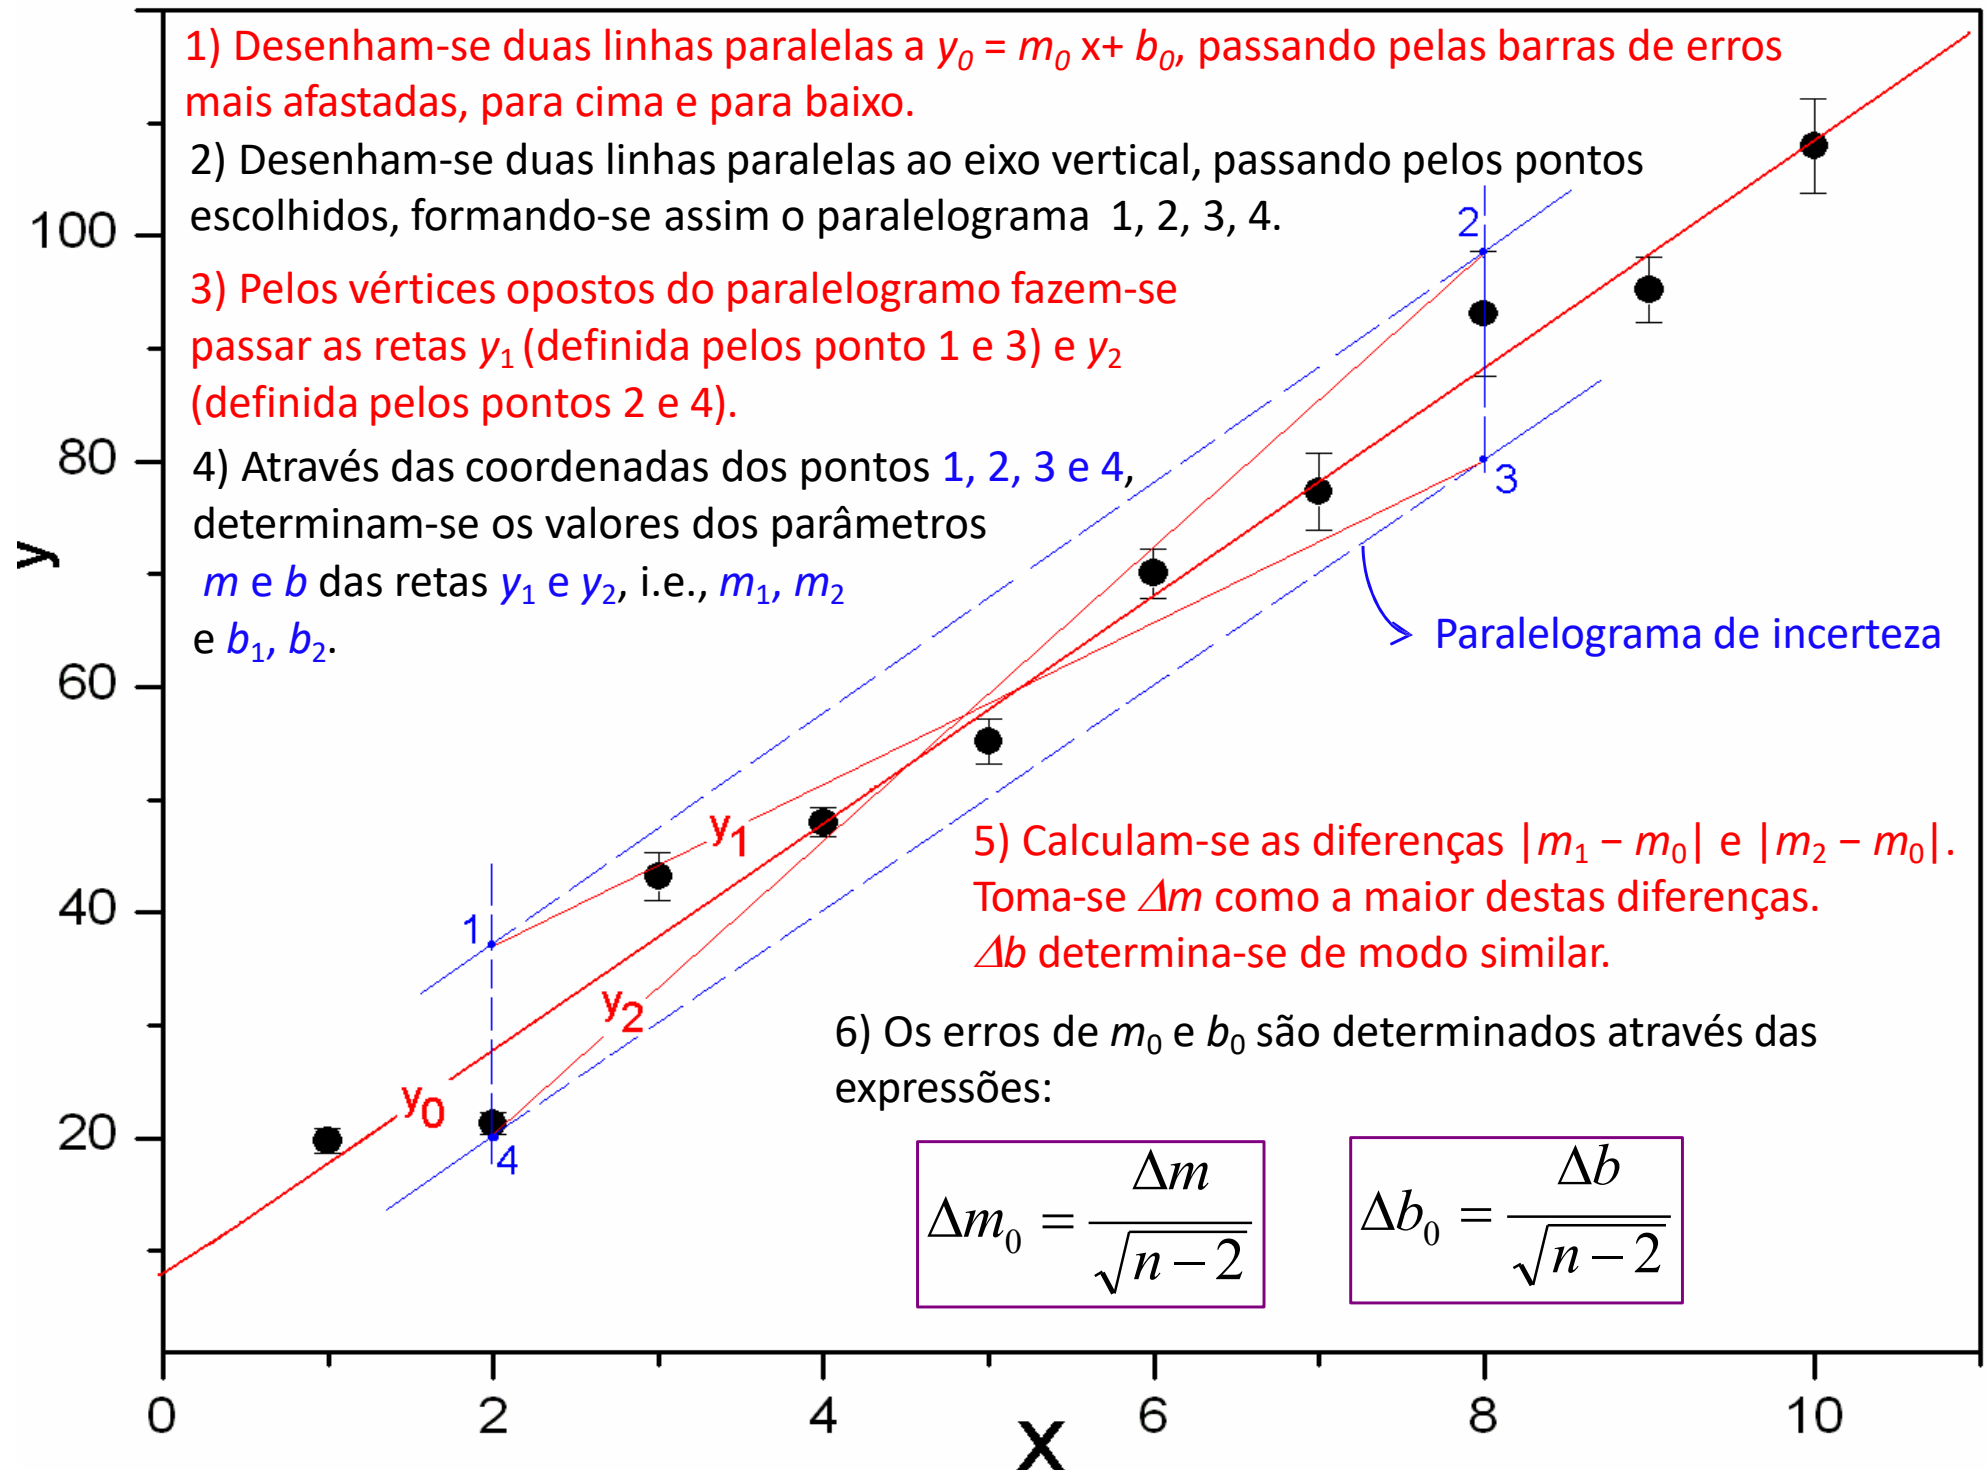 1) Desenham-se duas linhas paralelas a y₀ = m₀ x+ b₀, passando pelas barras de erros
mais afastadas, para cima e para baixo.
2) Desenham-se duas linhas paralelas ao eixo vertical, passando pelos pontos
escolhidos, formando-se assim o paralelograma 1, 2, 3, 4.
3) Pelos vértices opostos do paralelogramo fazem-se
passar as retas y₁ (definida pelos ponto 1 e 3) e y₂
(definida pelos pontos 2 e 4).
4) Através das coordenadas dos pontos 1, 2, 3 e 4,
determinam-se os valores dos parâmetros
m e b das retas y₁ e y₂, i.e., m₁, m₂
e b₁, b₂.
Paralelograma de incerteza
5) Calculam-se as diferenças |m₁ − m₀| e |m₂ − m₀|.
Toma-se Δm como a maior destas diferenças.
Δb determina-se de modo similar.
6) Os erros de m₀ e b₀ são determinados através das
expressões:
Δm₀ = Δm / √(n − 2)
Δb₀ = Δb / √(n − 2)
2
3
1
4
y₁
y₂
y₀
100
80
60
40
20
y
0 2 4 6 8 10
X